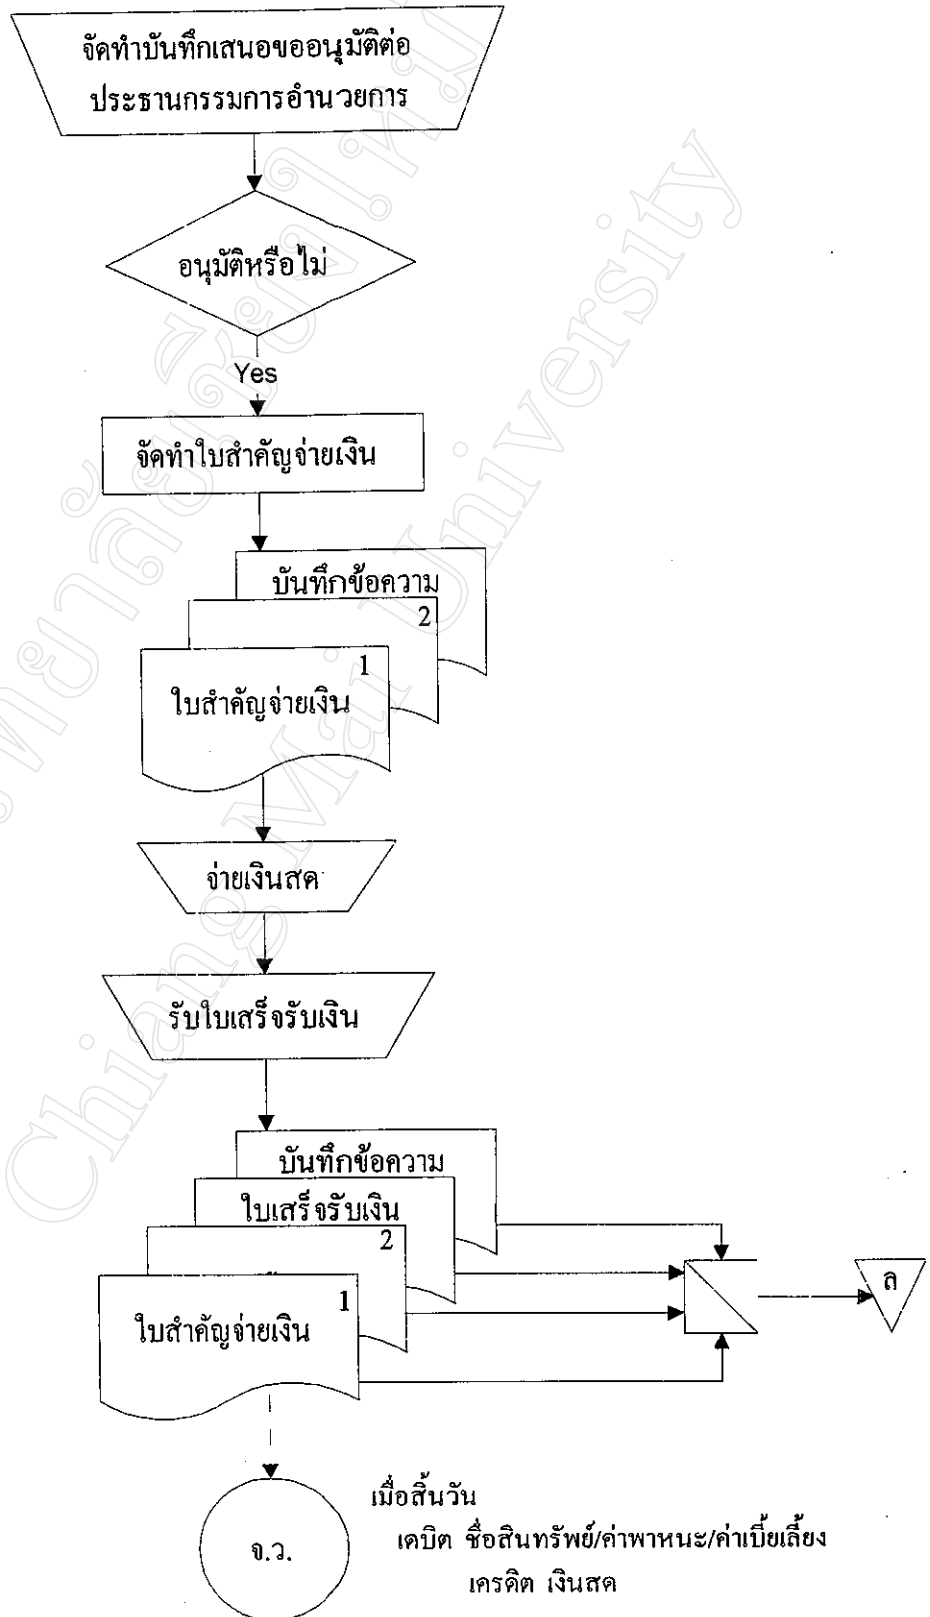 จัดทำบันทึกเสนอขออนุมัติต่อ
ประธานกรรมการอำนวยการ
อนุมัติหรือไม่
Yes
จัดทำใบสำคัญจ่ายเงิน
บันทึกข้อความ
2
1
ใบสำคัญจ่ายเงิน
จ่ายเงินสด
รับใบเสร็จรับเงิน
บันทึกข้อความ
ใบเสร็จรับเงิน
2
1
ใบสำคัญจ่ายเงิน
ล
จ.ว.
เมื่อสิ้นวัน
เดบิต ชื่อสินทรัพย์/ค่าพาหนะ/ค่าเบี้ยเลี้ยง
เครดิต เงินสด
Chiang Mai University